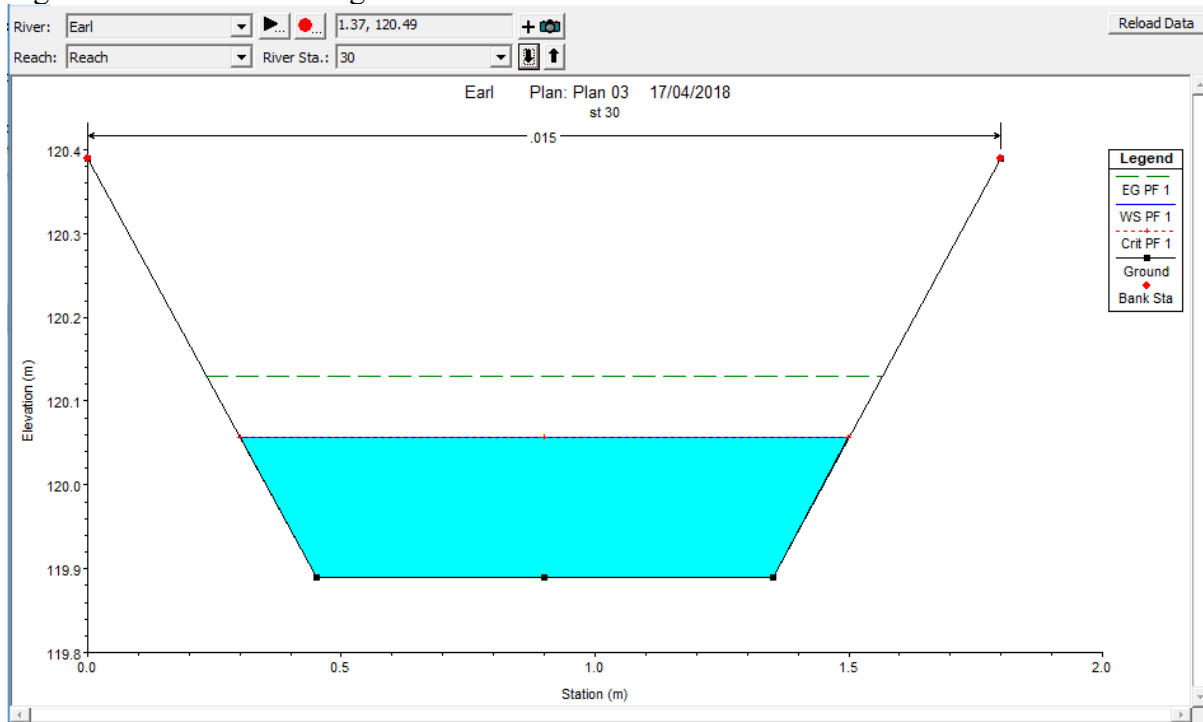 River: Earl ... ... 1.37, 120.49 + Reload Data
Reach: Reach River Sta.: 30
Earl Plan: Plan 03 17/04/2018
st 30
.015
Legend
EG PF 1
WS PF 1
Crit PF 1
Ground
Bank Sta
120.4
120.3
120.2
120.1
120.0
119.9
119.8
Elevation (m)
0.0 0.5 1.0 1.5 2.0
Station (m)